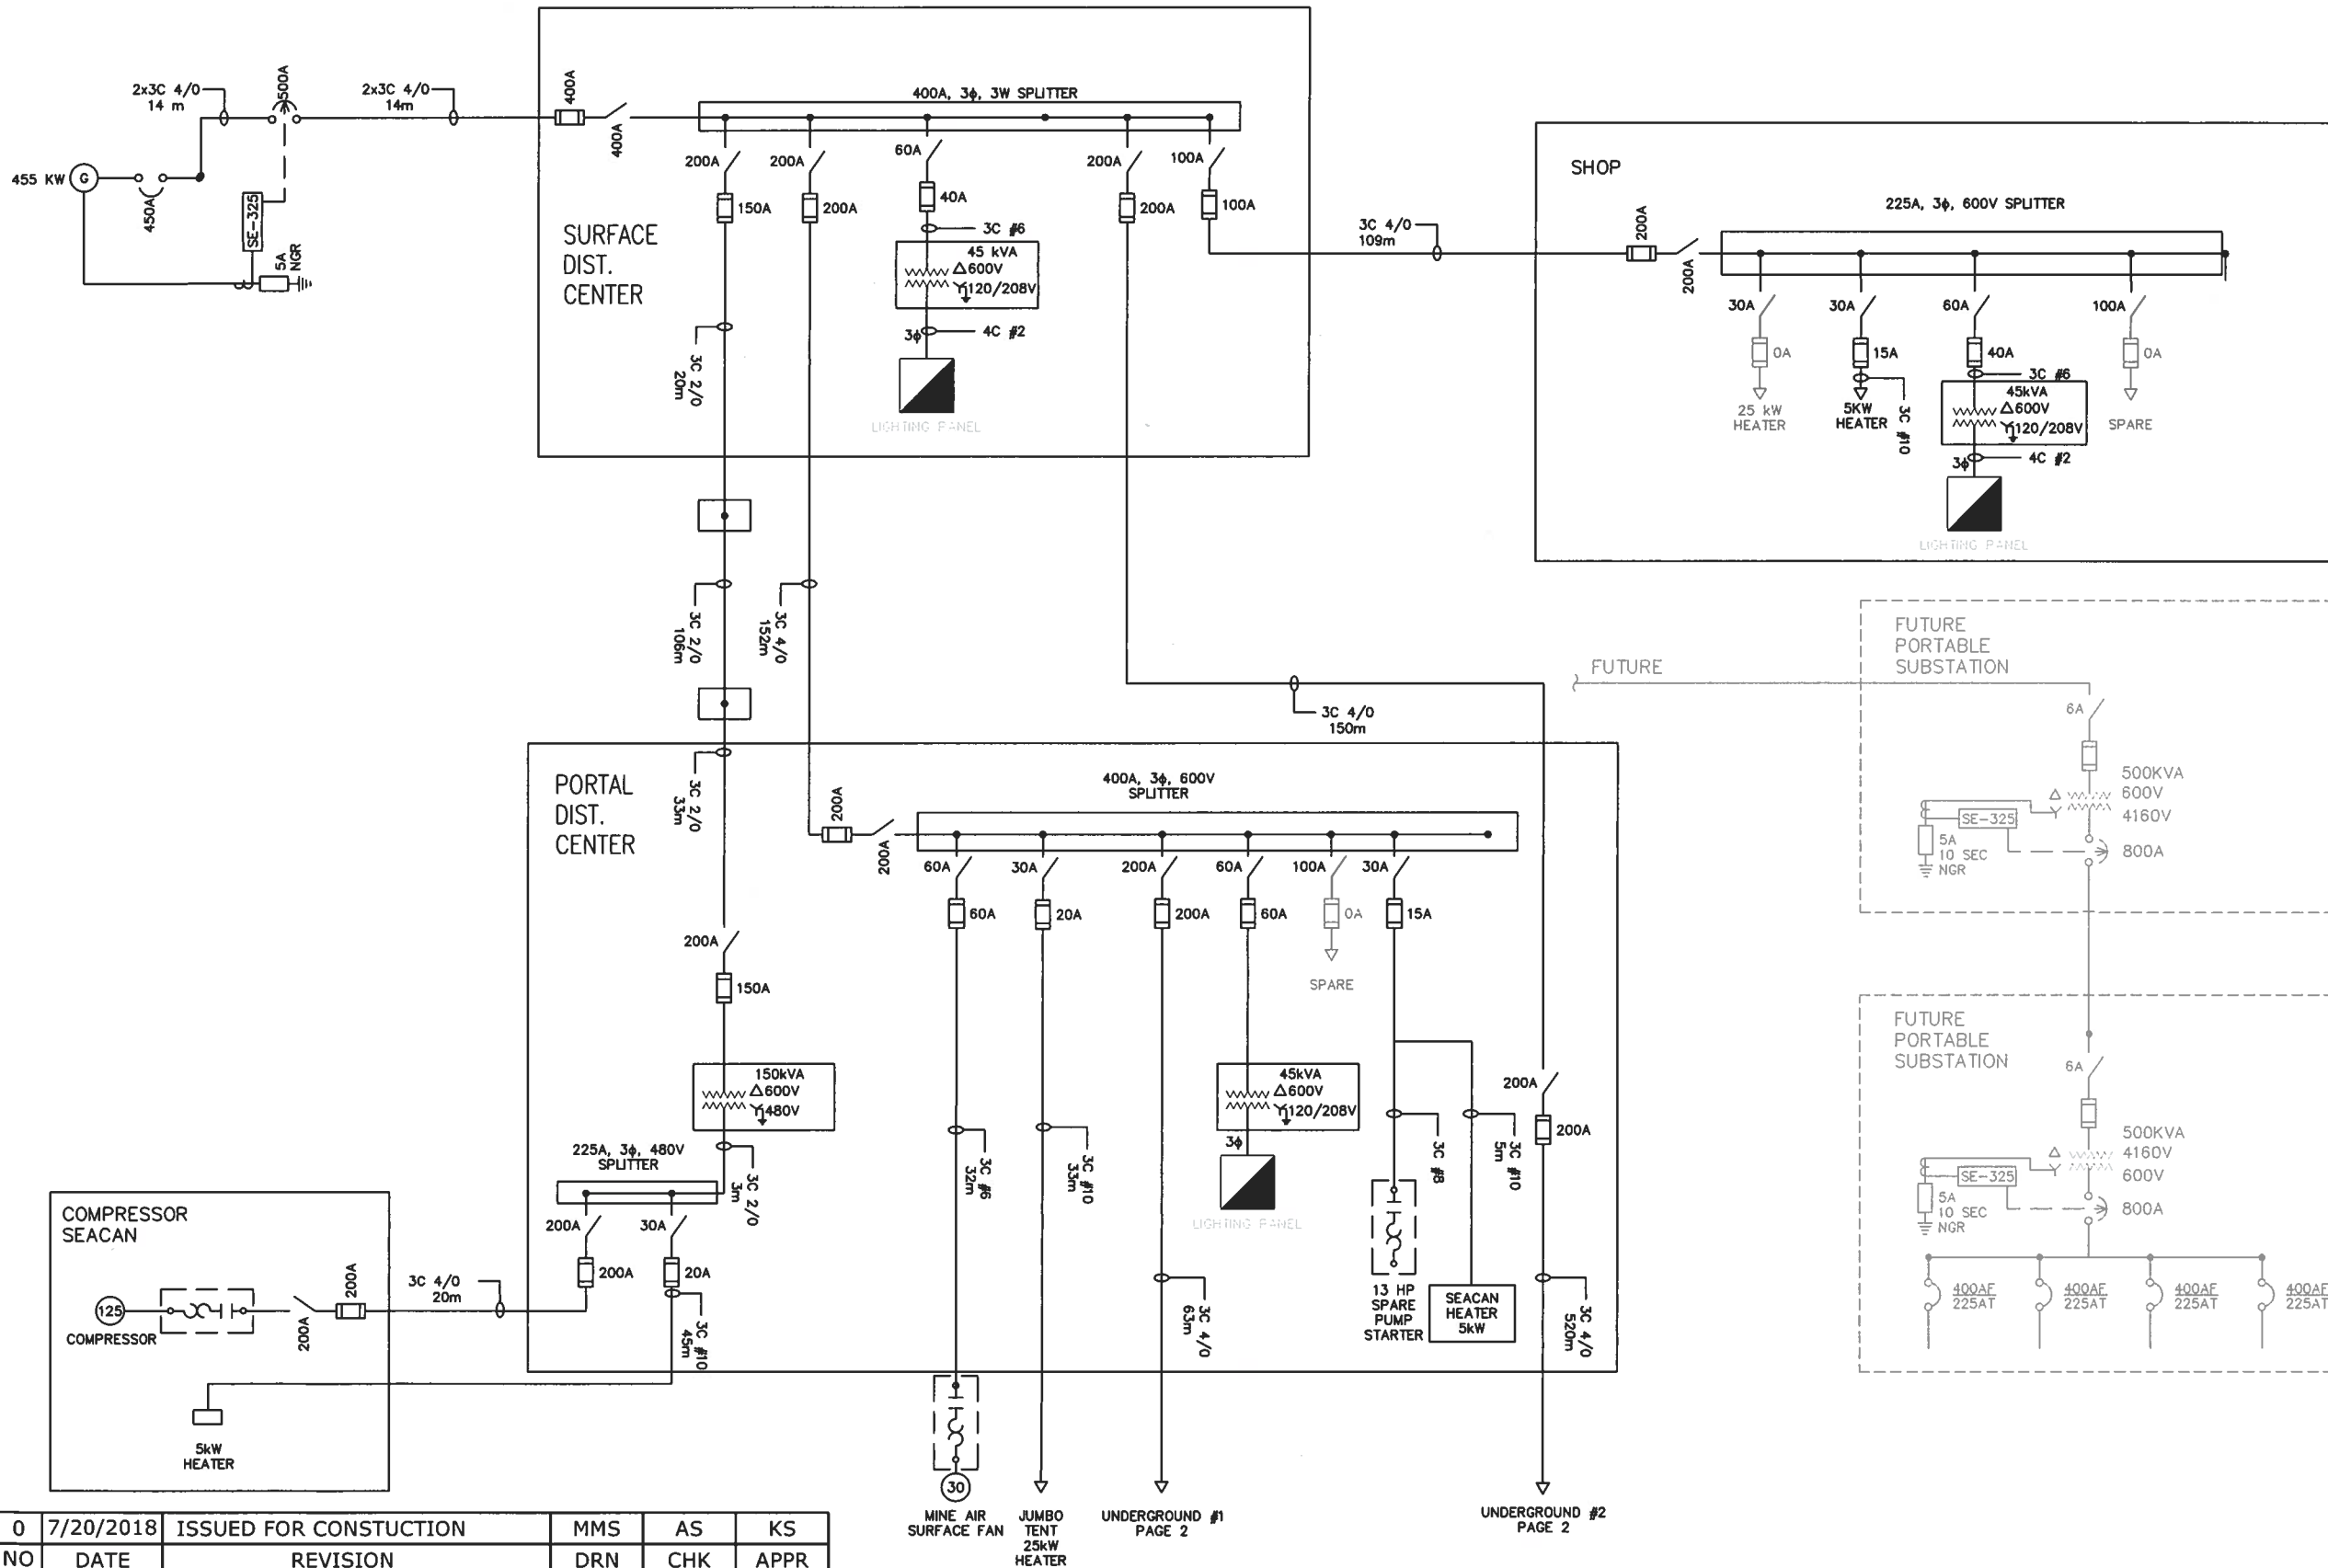 455 KW
G
450A
2x3C 4/0
14 m
500A
SE-325
5A
NGR
2x3C 4/0
14m
SURFACE
DIST.
CENTER
400A
400A
400A, 3ϕ, 3W SPLITTER
200A
150A
200A
200A
60A
40A
3C #6
45 kVA
Δ600V
120/208V
3ϕ
4C #2
LIGHTING PANEL
200A
200A
100A
100A
3C 2/0
20m
3C 4/0
109m
SHOP
200A
200A
225A, 3ϕ, 600V SPLITTER
30A
0A
25 kW
HEATER
30A
15A
3C #10
5KW
HEATER
60A
40A
3C #6
45kVA
Δ600V
120/208V
3ϕ
4C #2
LIGHTING PANEL
100A
0A
SPARE
3C 2/0
106m
3C 4/0
152m
3C 4/0
150m
FUTURE
FUTURE
PORTABLE
SUBSTATION
6A
500KVA
Δ
600V
4160V
SE-325
5A
10 SEC
NGR
800A
FUTURE
PORTABLE
SUBSTATION
6A
500KVA
Δ
4160V
600V
SE-325
5A
10 SEC
NGR
800A
400AF
225AT
400AF
225AT
400AF
225AT
400AF
225AT
PORTAL
DIST.
CENTER
3C 2/0
33m
200A
200A
400A, 3ϕ, 600V
SPLITTER
60A
60A
30A
20A
200A
200A
60A
60A
100A
0A
SPARE
30A
15A
200A
150A
150kVA
Δ600V
480V
3C 2/0
3m
225A, 3ϕ, 480V
SPLITTER
200A
200A
30A
20A
3C #10
45m
3C #6
32m
3C #10
33m
3C 4/0
63m
45kVA
Δ600V
120/208V
3ϕ
LIGHTING PANEL
3C #8
3C #10
5m
13 HP
SPARE
PUMP
STARTER
SEACAN
HEATER
5kW
200A
200A
3C 4/0
520m
COMPRESSOR
SEACAN
125
COMPRESSOR
200A
200A
3C 4/0
20m
5kW
HEATER
30
MINE AIR
SURFACE FAN
JUMBO
TENT
25kW
HEATER
UNDERGROUND #1
PAGE 2
UNDERGROUND #2
PAGE 2
0 7/20/2018 ISSUED FOR CONSTUCTION MMS AS KS
NO DATE REVISION DRN CHK APPR